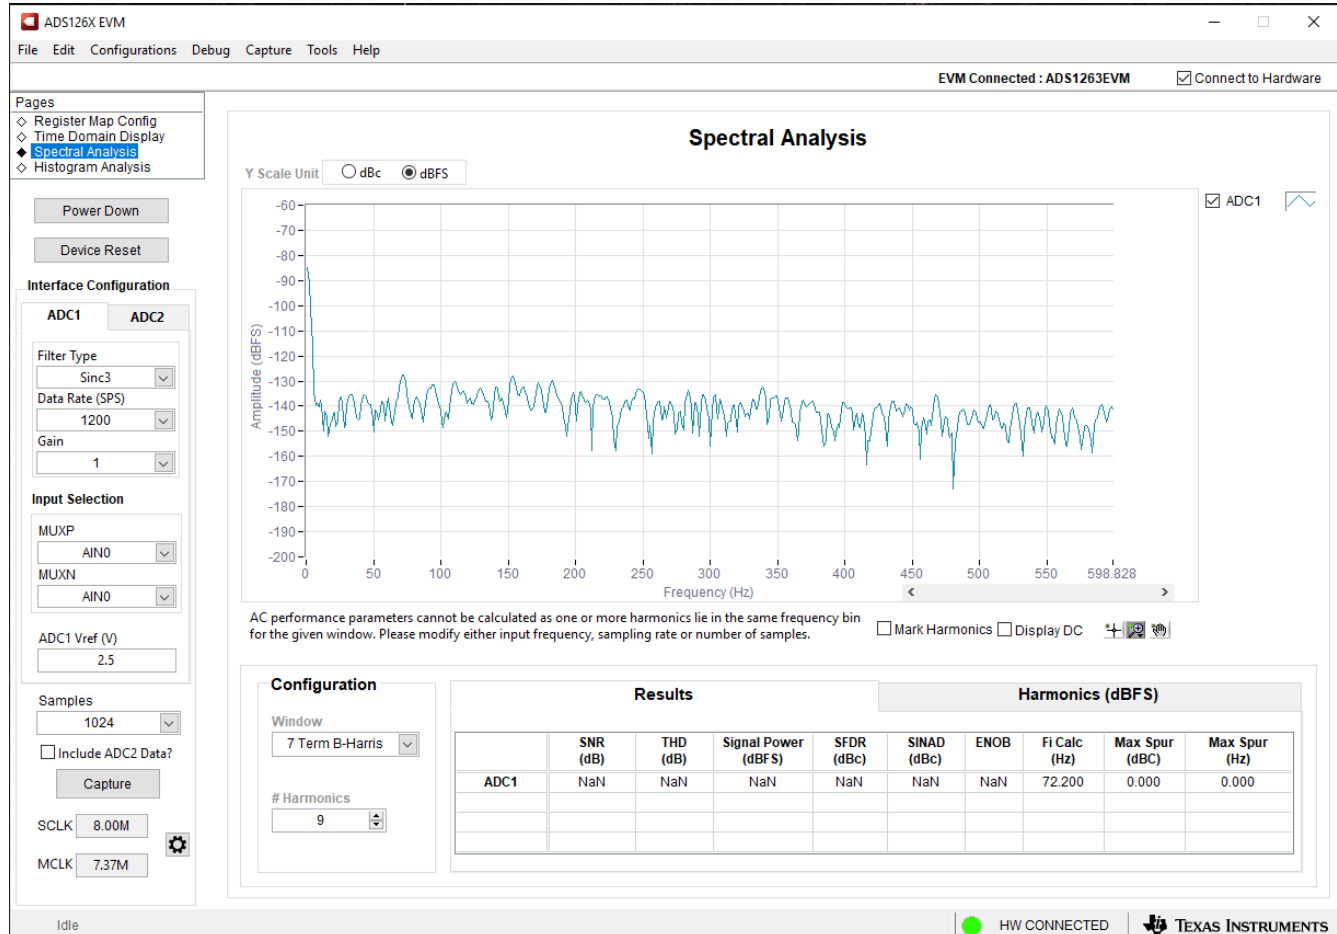 ADS126X EVM
File Edit Configurations Debug Capture Tools Help
EVM Connected : ADS1263EVM Connect to Hardware
Pages
Register Map Config
Time Domain Display
Spectral Analysis
Histogram Analysis
Power Down
Device Reset
Interface Configuration
ADC1 ADC2
Filter Type
Sinc3
Data Rate (SPS)
1200
Gain
1
Input Selection
MUXP
AIN0
MUXN
AIN0
ADC1 Vref (V)
2.5
Samples
1024
Include ADC2 Data?
Capture
SCLK 8.00M
MCLK 7.37M
Spectral Analysis
Y Scale Unit dBc dBFS
ADC1
Amplitude (dBFS)
-60
-70
-80
-90
-100
-110
-120
-130
-140
-150
-160
-170
-180
-190
-200
0 50 100 150 200 250 300 350 400 450 500 550 598.828
Frequency (Hz)
AC performance parameters cannot be calculated as one or more harmonics lie in the same frequency bin
for the given window. Please modify either input frequency, sampling rate or number of samples.
Mark Harmonics Display DC
Configuration
Window
7 Term B-Harris
# Harmonics
9
Results Harmonics (dBFS)
SNR (dB) THD (dB) Signal Power (dBFS) SFDR (dBc) SINAD (dBc) ENOB Fi Calc (Hz) Max Spur (dBC) Max Spur (Hz)
ADC1 NaN NaN NaN NaN NaN NaN 72.200 0.000 0.000
Idle HW CONNECTED TEXAS INSTRUMENTS